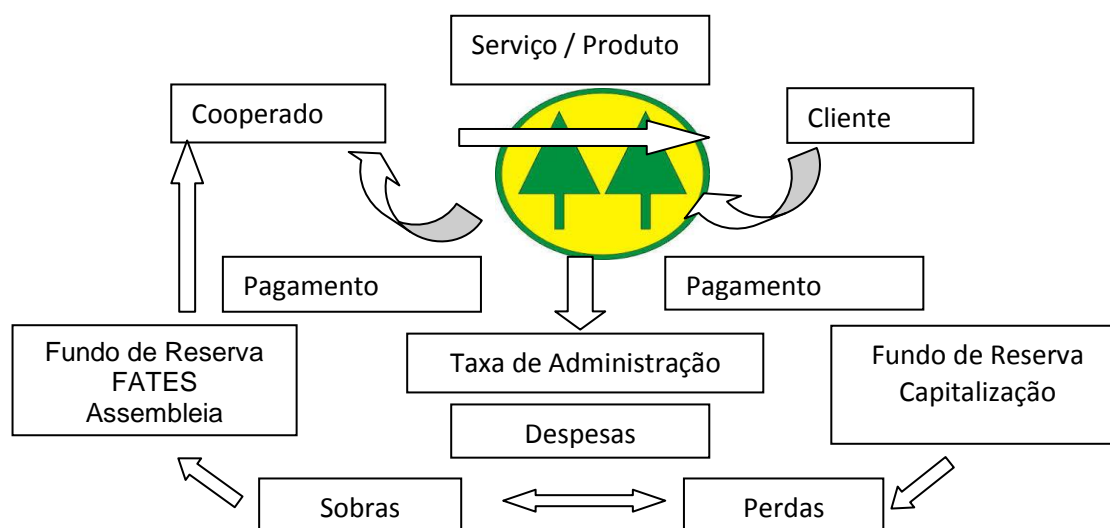 Serviço / Produto
Cooperado
Cliente
Pagamento
Pagamento
Fundo de Reserva
FATES
Assembleia
Taxa de Administração
Fundo de Reserva
Capitalização
Despesas
Sobras
Perdas